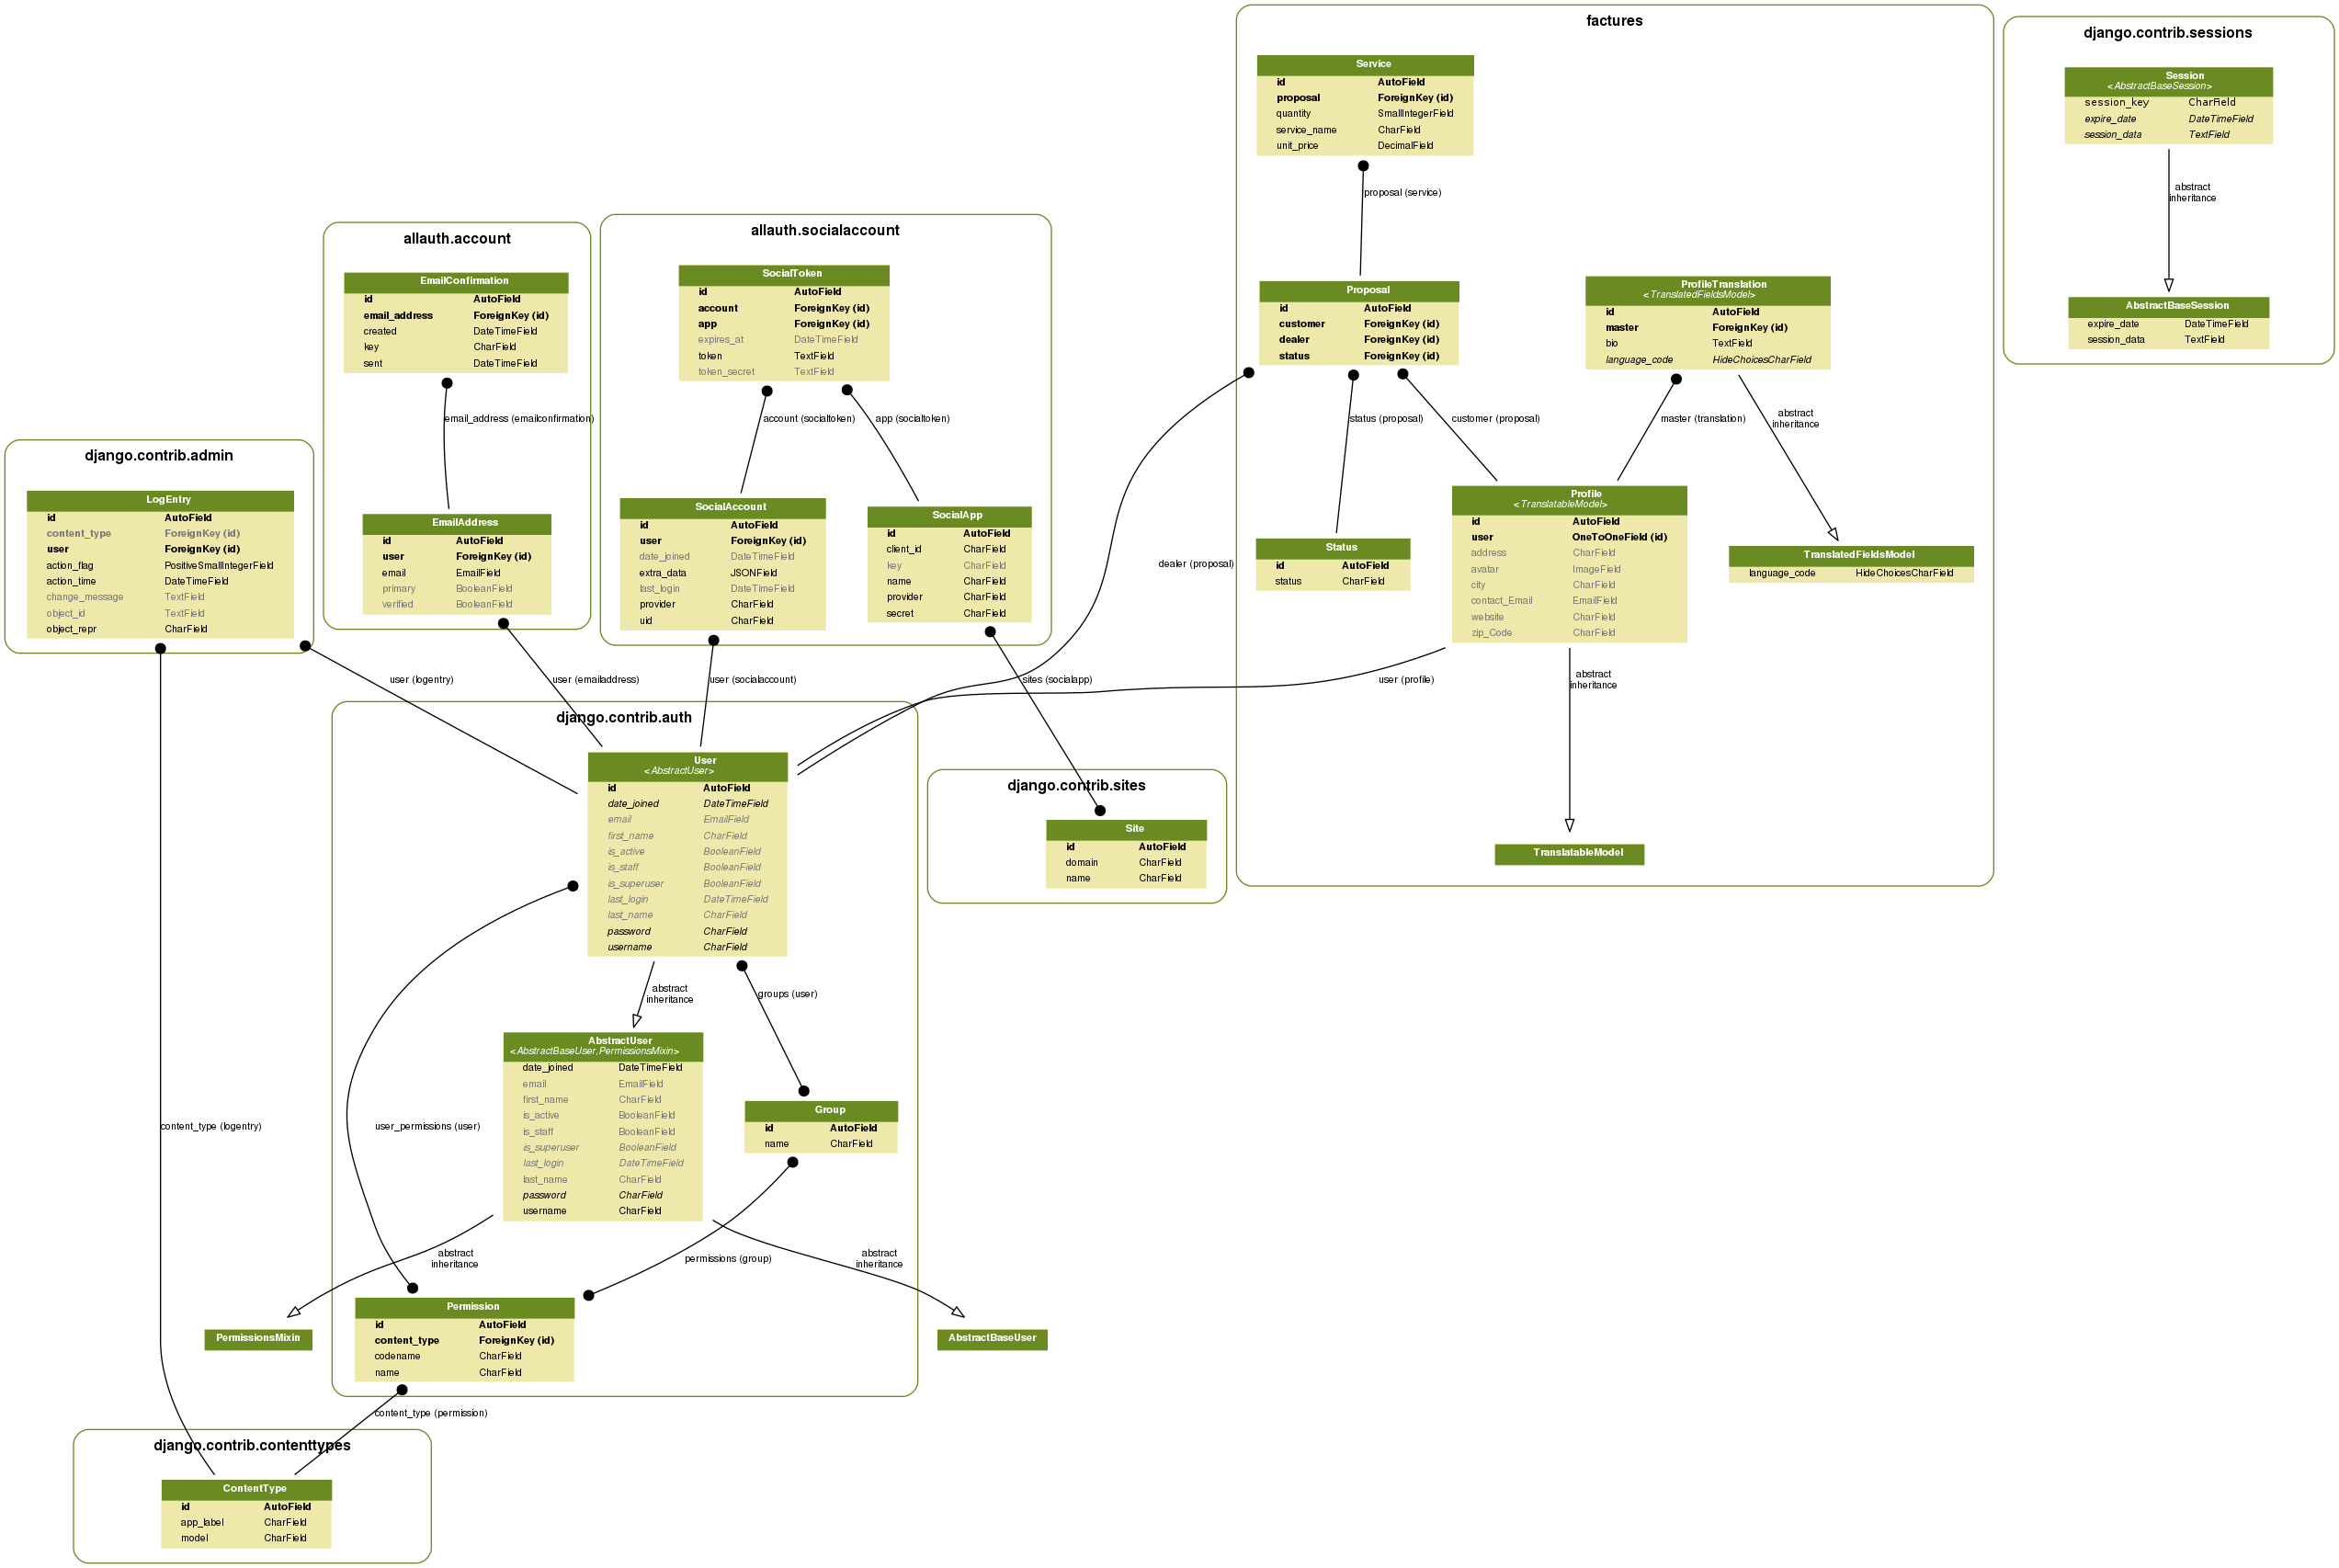 factures
Service
id AutoField
proposal ForeignKey (id)
quantity SmallIntegerField
service_name CharField
unit_price DecimalField
proposal (service)
Proposal
id AutoField
customer ForeignKey (id)
dealer ForeignKey (id)
status ForeignKey (id)
ProfileTranslation
<TranslatedFieldsModel>
id AutoField
master ForeignKey (id)
bio TextField
language_code HideChoicesCharField
status (proposal)
customer (proposal)
master (translation)
abstract
inheritance
dealer (proposal)
Status
id AutoField
status CharField
Profile
<TranslatableModel>
id AutoField
user OneToOneField (id)
address CharField
avatar ImageField
city CharField
contact_Email EmailField
website CharField
zip_Code CharField
TranslatedFieldsModel
language_code HideChoicesCharField
user (profile)
abstract
inheritance
TranslatableModel
django.contrib.sessions
Session
<AbstractBaseSession>
session_key CharField
expire_date DateTimeField
session_data TextField
abstract
inheritance
AbstractBaseSession
expire_date DateTimeField
session_data TextField
allauth.account
EmailConfirmation
id AutoField
email_address ForeignKey (id)
created DateTimeField
key CharField
sent DateTimeField
email_address (emailconfirmation)
EmailAddress
id AutoField
user ForeignKey (id)
email EmailField
primary BooleanField
verified BooleanField
allauth.socialaccount
SocialToken
id AutoField
account ForeignKey (id)
app ForeignKey (id)
expires_at DateTimeField
token TextField
token_secret TextField
account (socialtoken)
app (socialtoken)
SocialAccount
id AutoField
user ForeignKey (id)
date_joined DateTimeField
extra_data JSONField
last_login DateTimeField
provider CharField
uid CharField
SocialApp
id AutoField
client_id CharField
key CharField
name CharField
provider CharField
secret CharField
django.contrib.admin
LogEntry
id AutoField
content_type ForeignKey (id)
user ForeignKey (id)
action_flag PositiveSmallIntegerField
action_time DateTimeField
change_message TextField
object_id TextField
object_repr CharField
user (logentry)
user (emailaddress)
user (socialaccount)
sites (socialapp)
django.contrib.auth
User
<AbstractUser>
id AutoField
date_joined DateTimeField
email EmailField
first_name CharField
is_active BooleanField
is_staff BooleanField
is_superuser BooleanField
last_login DateTimeField
last_name CharField
password CharField
username CharField
django.contrib.sites
Site
id AutoField
domain CharField
name CharField
abstract
inheritance
groups (user)
AbstractUser
<AbstractBaseUser,PermissionsMixin>
date_joined DateTimeField
email EmailField
first_name CharField
is_active BooleanField
is_staff BooleanField
is_superuser BooleanField
last_login DateTimeField
last_name CharField
password CharField
username CharField
Group
id AutoField
name CharField
content_type (logentry)
user_permissions (user)
abstract
inheritance
permissions (group)
abstract
inheritance
PermissionsMixin
Permission
id AutoField
content_type ForeignKey (id)
codename CharField
name CharField
AbstractBaseUser
content_type (permission)
django.contrib.contenttypes
ContentType
id AutoField
app_label CharField
model CharField